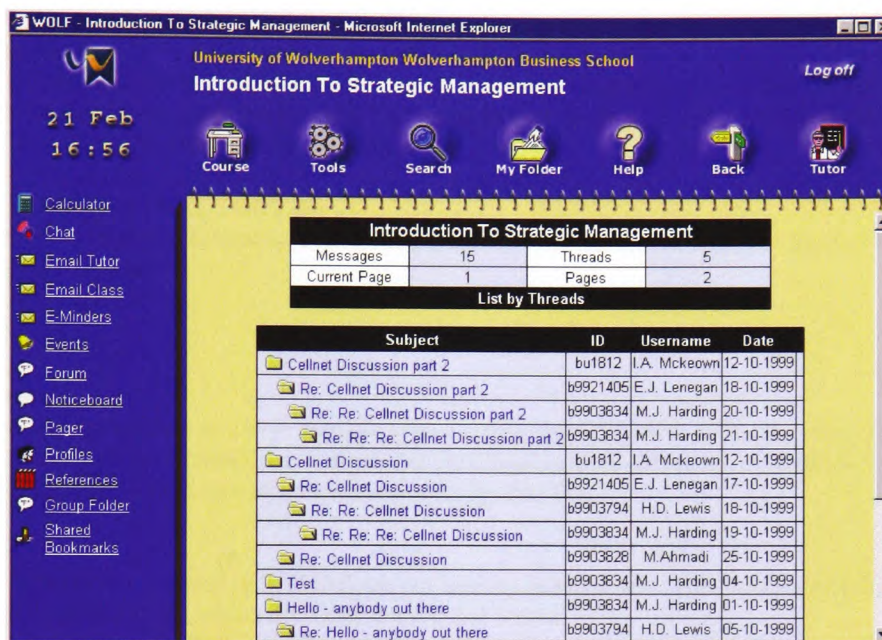 WOLF - Introduction To Strategic Management - Microsoft Internet Explorer
University of Wolverhampton Wolverhampton Business School
Introduction To Strategic Management
Log off
21 Feb
16:56
Course Tools Search My Folder Help Back Tutor
Calculator
Chat
Email Tutor
Email Class
E-Minders
Events
Forum
Noticeboard
Pager
Profiles
References
Group Folder
Shared
Bookmarks
Introduction To Strategic Management
Messages 15 Threads 5
Current Page 1 Pages 2
List by Threads
Subject ID Username Date
Cellnet Discussion part 2 bu1812 I.A. Mckeown 12-10-1999
Re: Cellnet Discussion part 2 b9921405 E.J. Lenegan 18-10-1999
Re: Re: Cellnet Discussion part 2 b9903834 M.J. Harding 20-10-1999
Re: Re: Re: Cellnet Discussion part 2 b9903834 M.J. Harding 21-10-1999
Cellnet Discussion bu1812 I.A. Mckeown 12-10-1999
Re: Cellnet Discussion b9921405 E.J. Lenegan 17-10-1999
Re: Re: Cellnet Discussion b9903794 H.D. Lewis 18-10-1999
Re: Re: Re: Cellnet Discussion b9903834 M.J. Harding 19-10-1999
Re: Cellnet Discussion b9903828 M.Ahmadi 25-10-1999
Test b9903834 M.J. Harding 04-10-1999
Hello - anybody out there b9903834 M.J. Harding 01-10-1999
Re: Hello - anybody out there b9903794 H.D. Lewis 05-10-1999